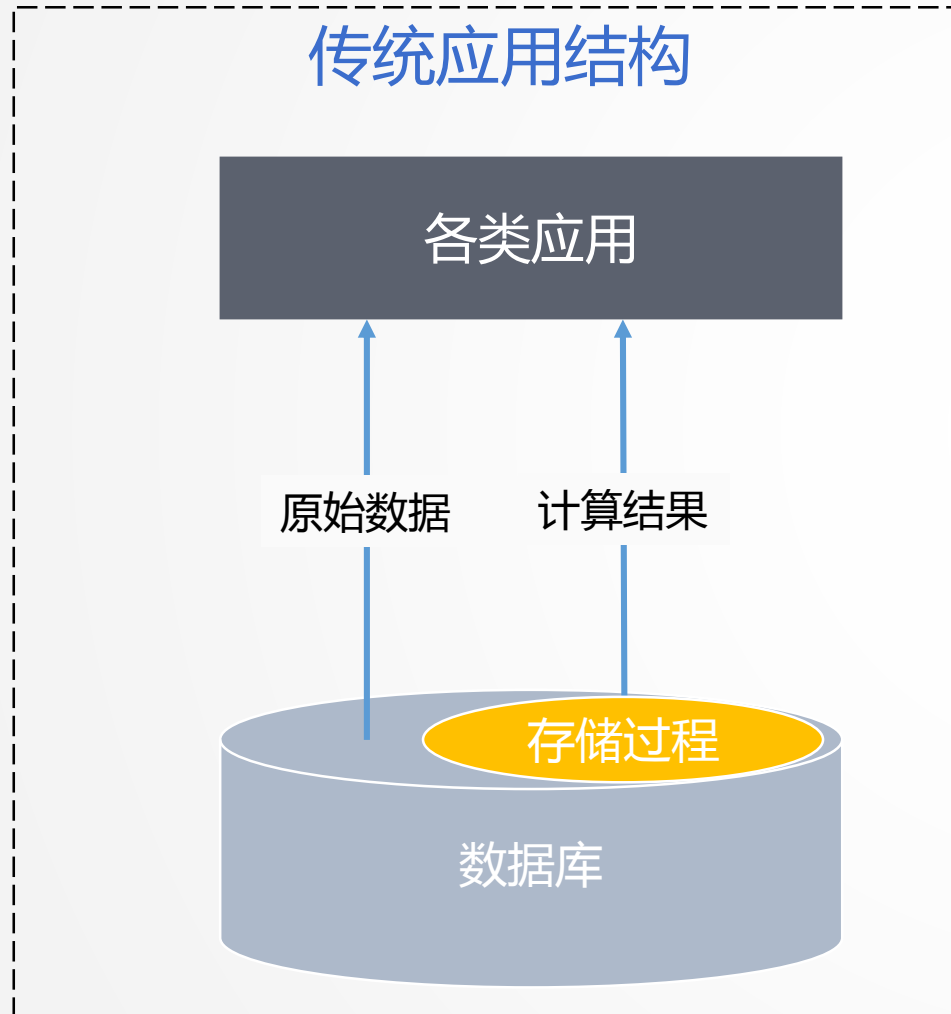 传统应用结构
各类应用
原始数据
计算结果
存储过程
数据库